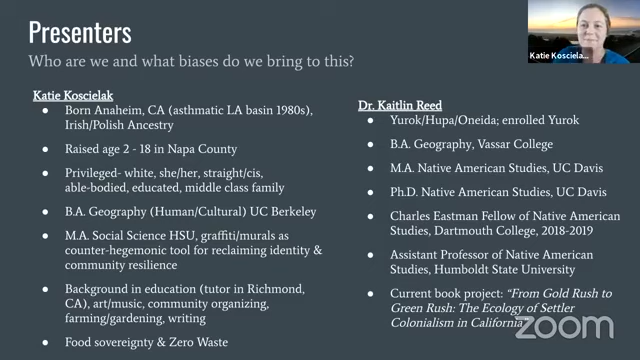 Presenters
Who are we and what biases do we bring to this?
Katie Koscielak
● Born Anaheim, CA (asthmatic LA basin 1980s),
Irish/Polish Ancestry
● Raised age 2 - 18 in Napa County
● Privileged- white, she/her, straight/cis,
able-bodied, educated, middle class family
● B.A. Geography (Human/Cultural) UC Berkeley
● M.A. Social Science HSU, graffiti/murals as
counter-hegemonic tool for reclaiming identity &
community resilience
● Background in education (tutor in Richmond,
CA), art/music, community organizing,
farming/gardening, writing
● Food sovereignty & Zero Waste
Dr. Kaitlin Reed
● Yurok/Hupa/Oneida; enrolled Yurok
● B.A. Geography, Vassar College
● M.A. Native American Studies, UC Davis
● Ph.D. Native American Studies, UC Davis
● Charles Eastman Fellow of Native American
Studies, Dartmouth College, 2018-2019
● Assistant Professor of Native American
Studies, Humboldt State University
● Current book project: “From Gold Rush to
Green Rush: The Ecology of Settler
Colonialism in California”
Katie Kosciela...
zoom